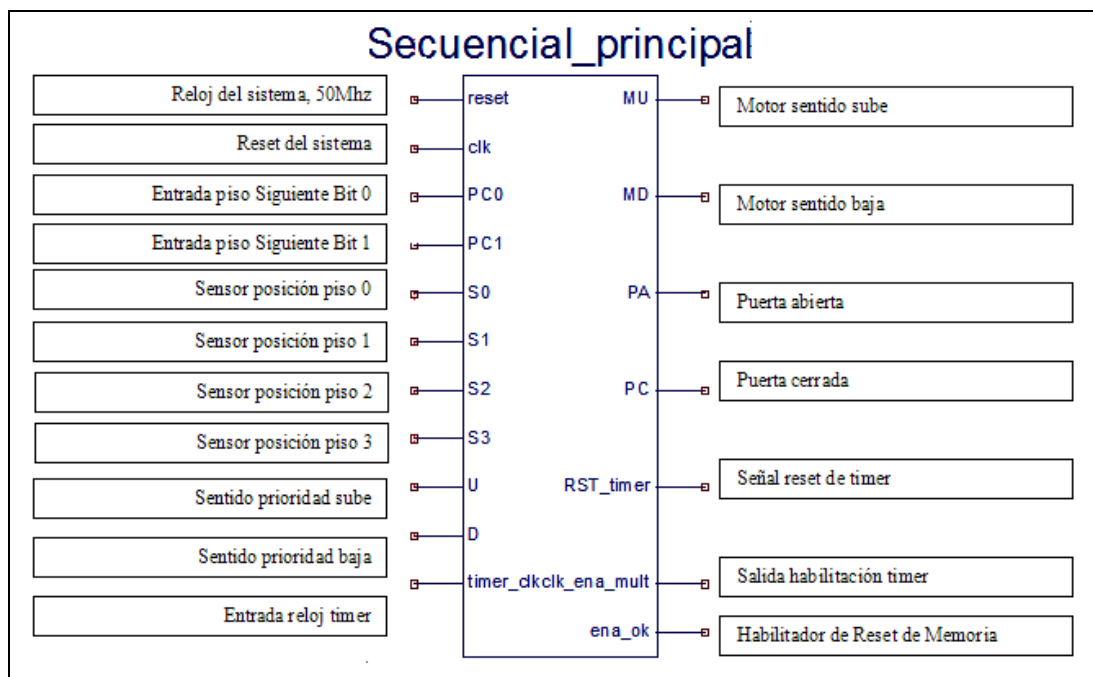 Secuencial_principal
Reloj del sistema, 50Mhz
reset
MU
Motor sentido sube
Reset del sistema
clk
Entrada piso Siguiente Bit 0
PC0
MD
Motor sentido baja
Entrada piso Siguiente Bit 1
PC1
Sensor posición piso 0
S0
PA
Puerta abierta
Sensor posición piso 1
S1
Sensor posición piso 2
S2
PC
Puerta cerrada
Sensor posición piso 3
S3
Sentido prioridad sube
U
RST_timer
Señal reset de timer
Sentido prioridad baja
D
Entrada reloj timer
timer_clk
clk_ena_mult
Salida habilitación timer
ena_ok
Habilitador de Reset de Memoria